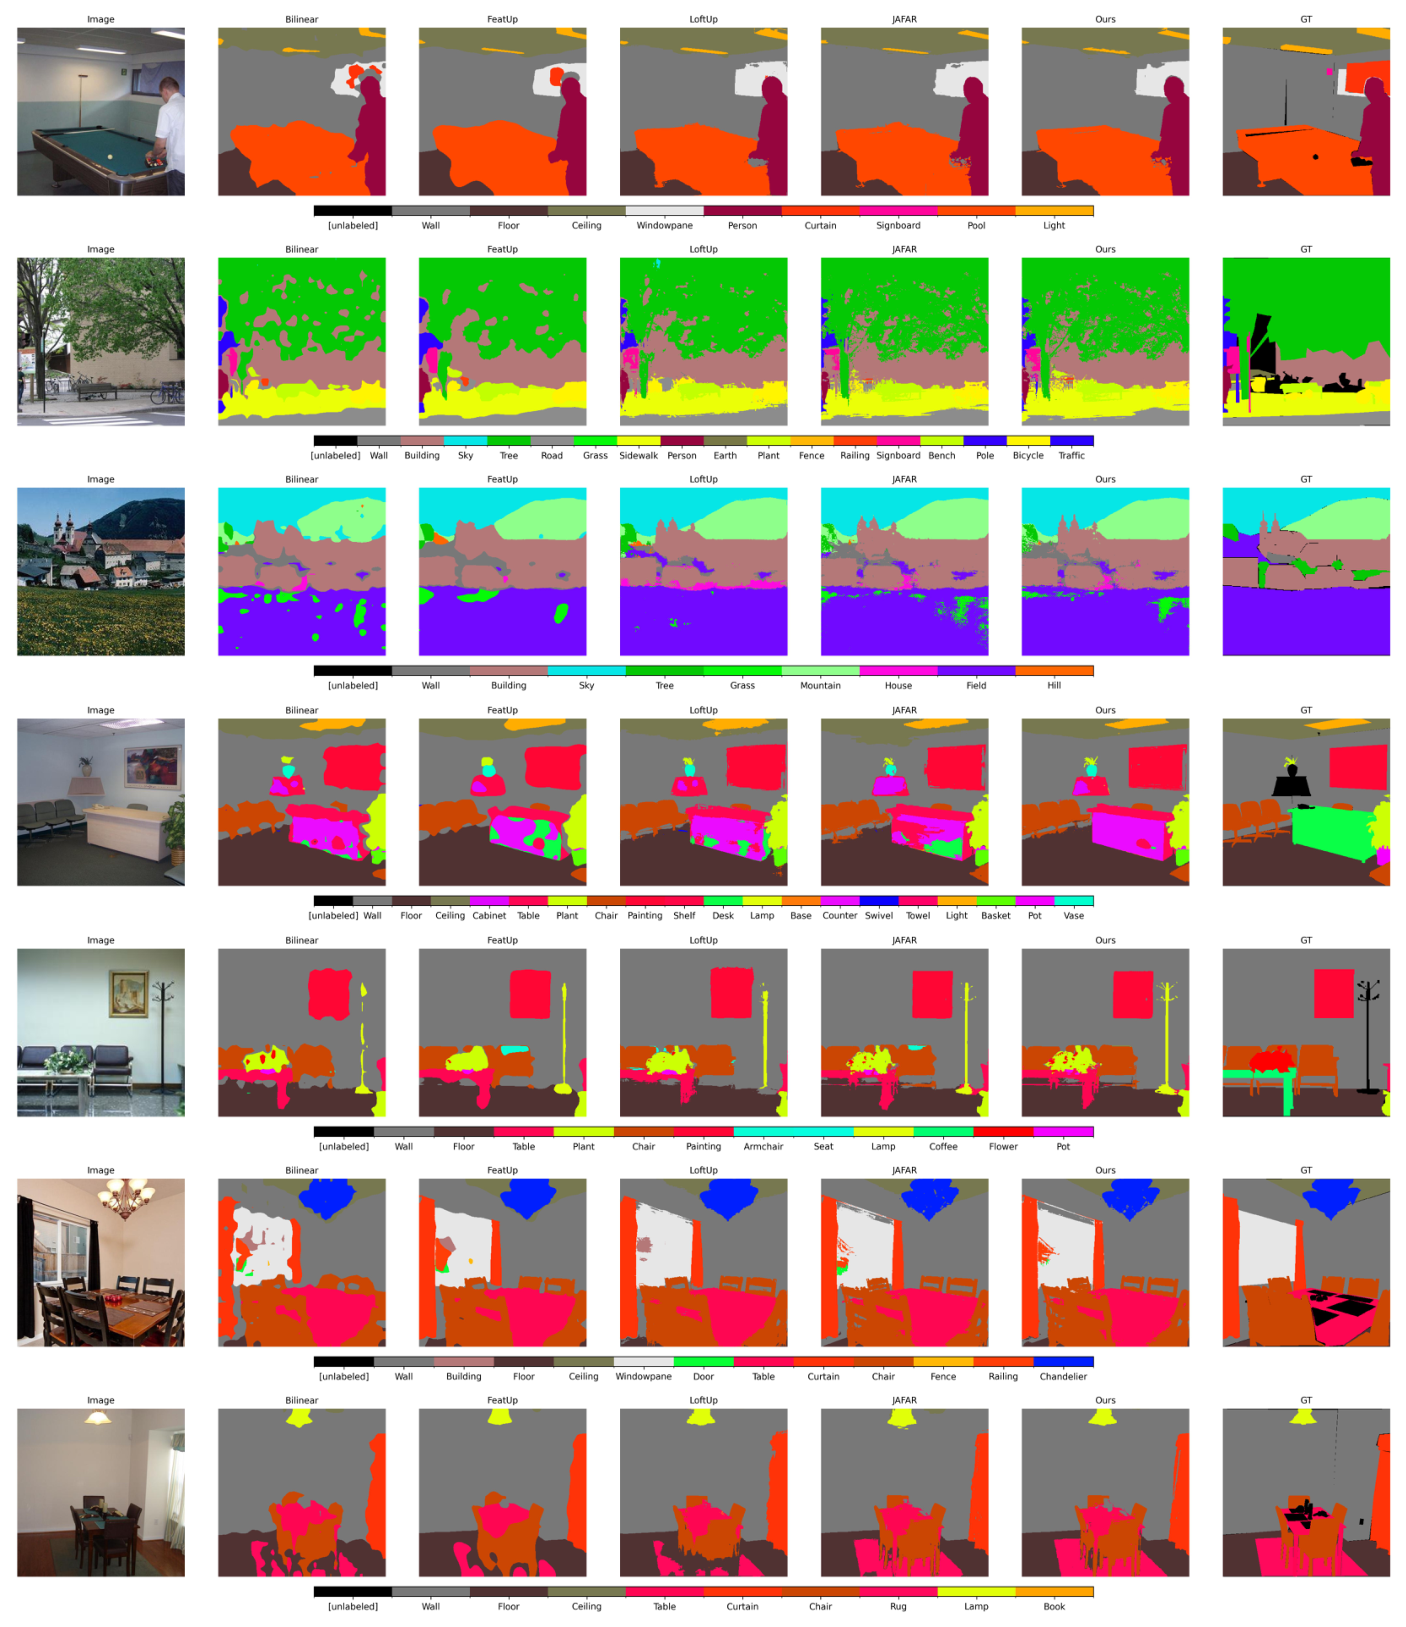 Image Bilinear FeatUp LoftUp JAFAR Ours GT
[unlabeled] Wall Floor Ceiling Windowpane Person Curtain Signboard Pool Light
Image Bilinear FeatUp LoftUp JAFAR Ours GT
[unlabeled] Wall Building Sky Tree Road Grass Sidewalk Person Earth Plant Fence Railing Signboard Bench Pole Bicycle Traffic
Image Bilinear FeatUp LoftUp JAFAR Ours GT
[unlabeled] Wall Building Sky Tree Grass Mountain House Field Hill
Image Bilinear FeatUp LoftUp JAFAR Ours GT
[unlabeled] Wall Floor Ceiling Cabinet Table Plant Chair Painting Shelf Desk Lamp Base Counter Swivel Towel Light Basket Pot Vase
Image Bilinear FeatUp LoftUp JAFAR Ours GT
[unlabeled] Wall Floor Table Plant Chair Painting Armchair Seat Lamp Coffee Flower Pot
Image Bilinear FeatUp LoftUp JAFAR Ours GT
[unlabeled] Wall Building Floor Ceiling Windowpane Door Table Curtain Chair Fence Railing Chandelier
Image Bilinear FeatUp LoftUp JAFAR Ours GT
[unlabeled] Wall Floor Ceiling Table Curtain Chair Rug Lamp Book